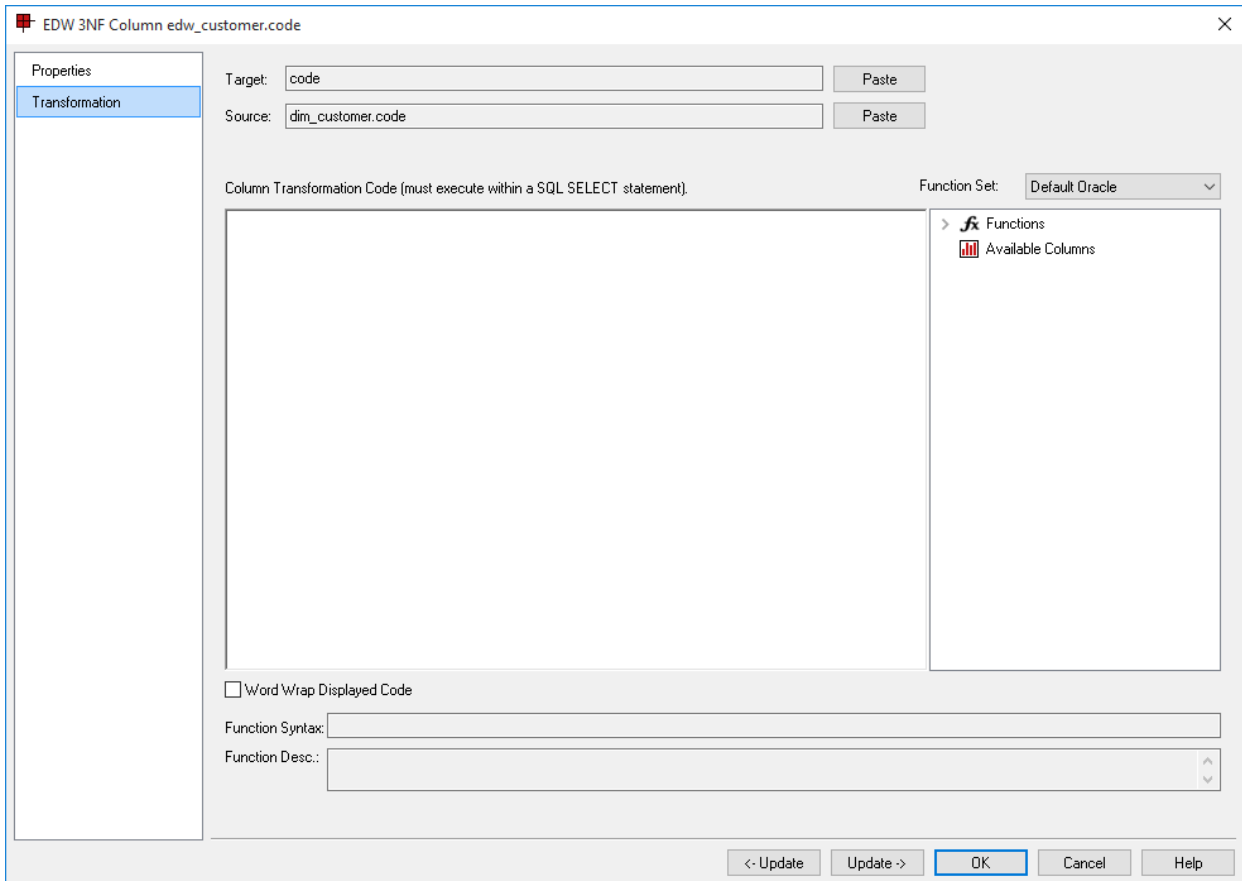 EDW 3NF Column edw_customer.code
Properties
Transformation
Target: code Paste
Source: dim_customer.code Paste
Column Transformation Code (must execute within a SQL SELECT statement). Function Set: Default Oracle
fx Functions
Available Columns
Word Wrap Displayed Code
Function Syntax:
Function Desc.:
<- Update Update -> OK Cancel Help